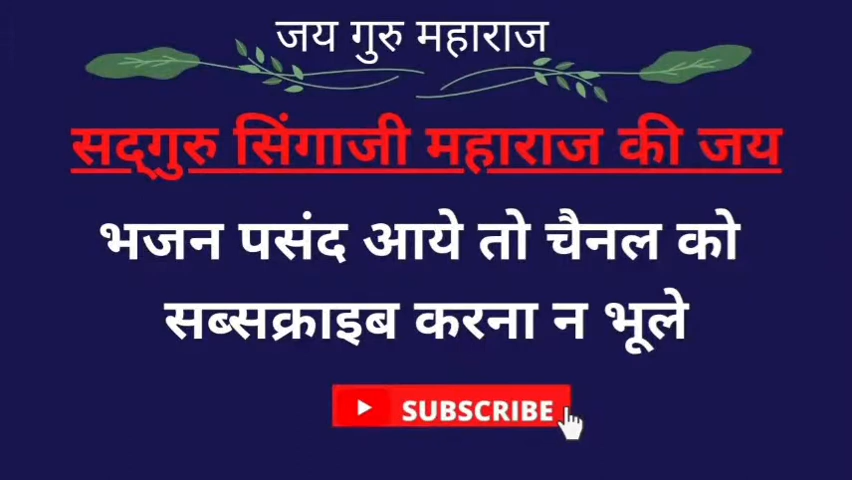 जय गुरु महाराज
सद्गुरु सिंगाजी महाराज की जय
भजन पसंद आये तो चैनल को
सब्सक्राइब करना न भूले
SUBSCRIBE